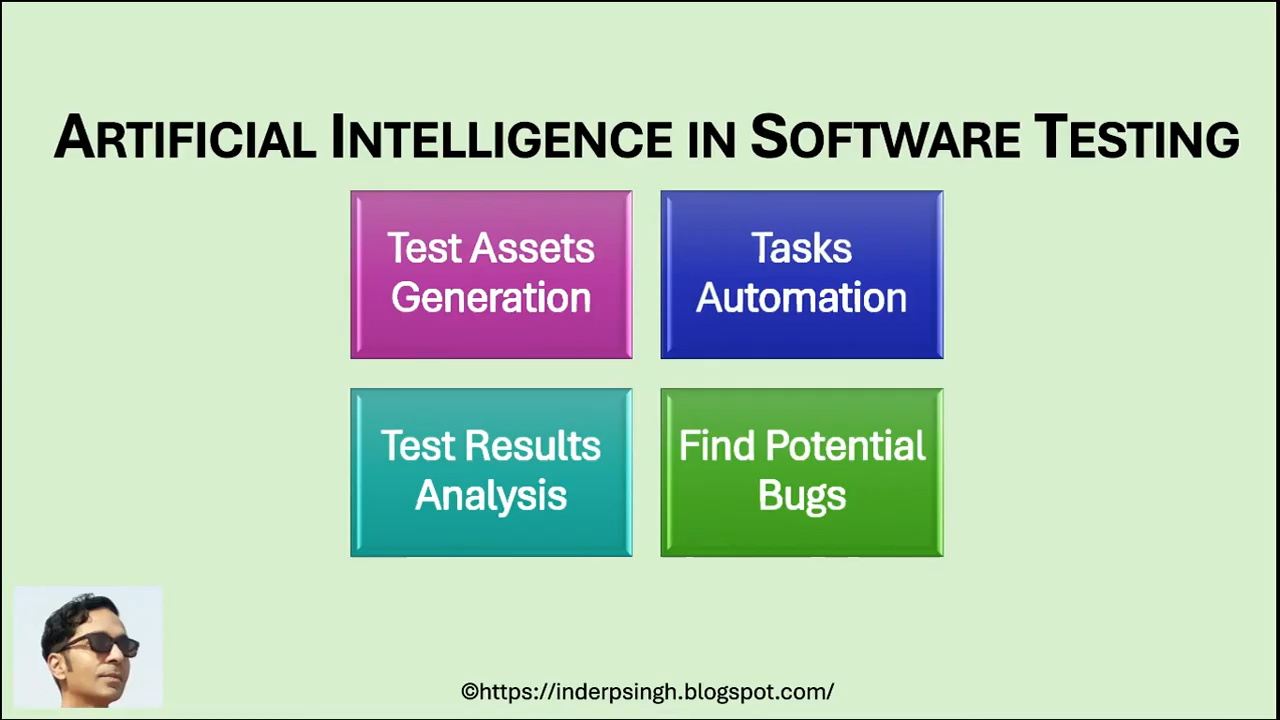 ARTIFICIAL INTELLIGENCE IN SOFTWARE TESTING
Test Assets
Generation
Tasks
Automation
Test Results
Analysis
Find Potential
Bugs
©https://inderpsingh.blogspot.com/